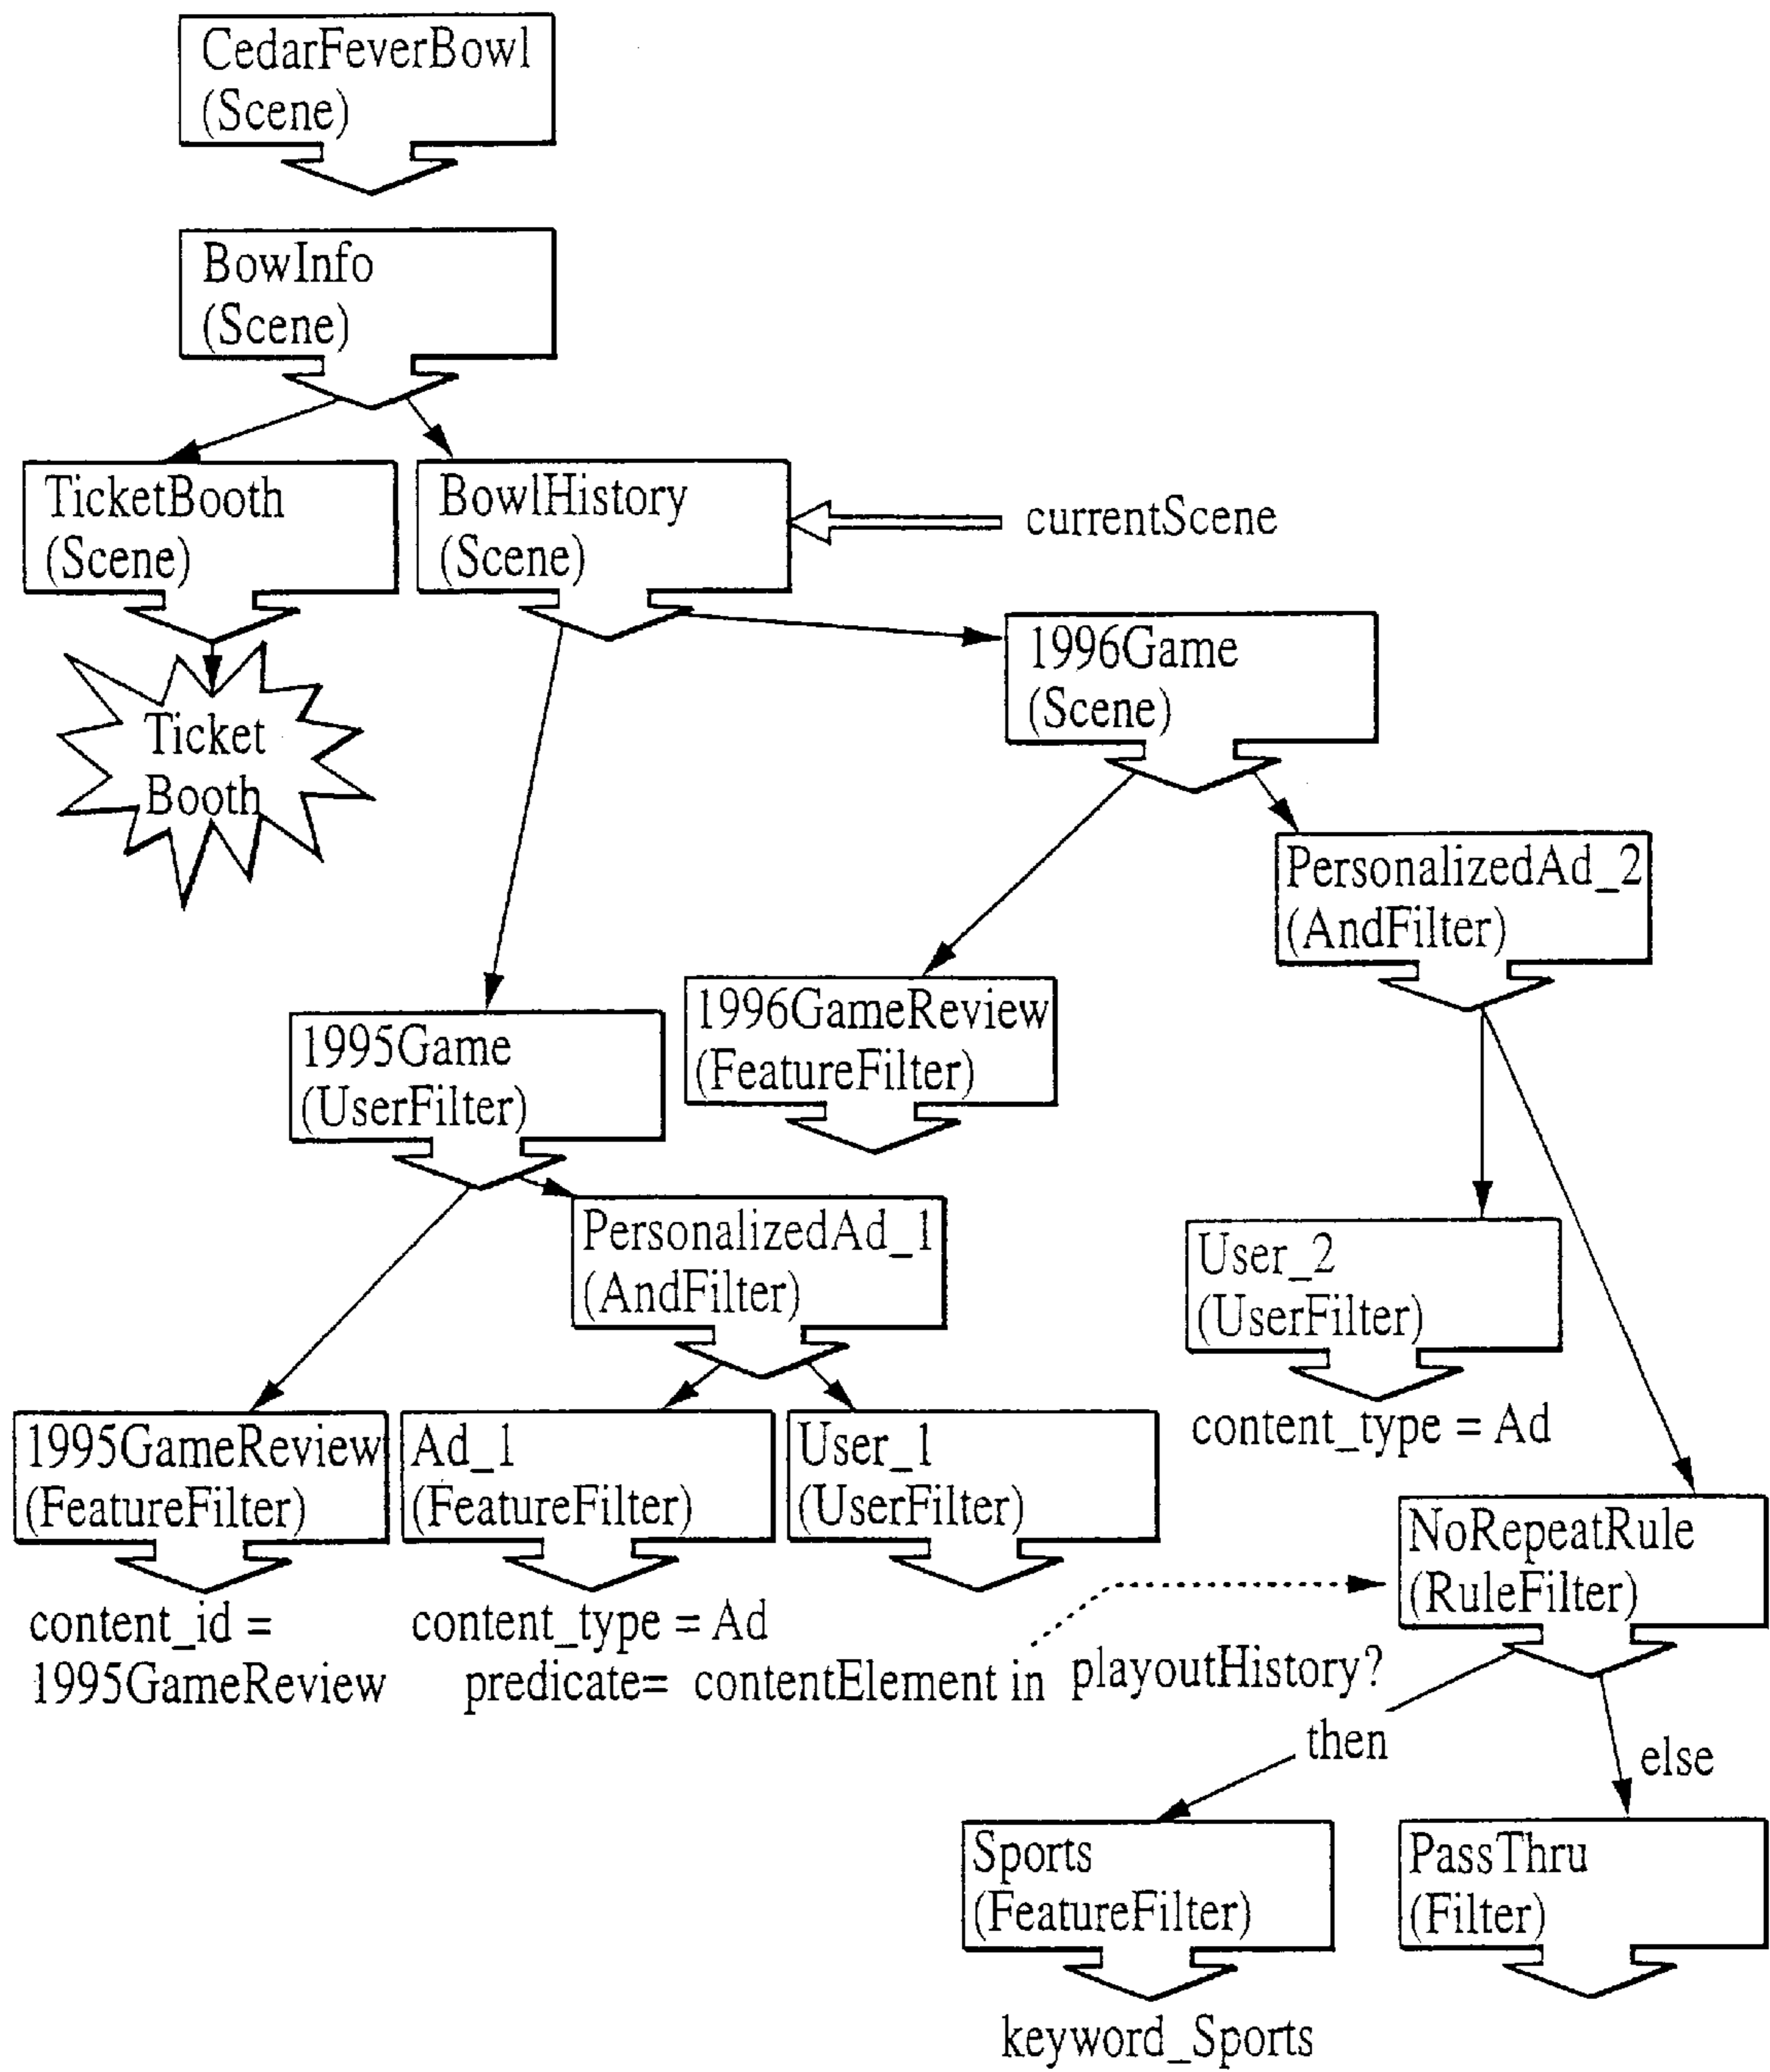 CedarFeverBowl
(Scene)
BowInfo
(Scene)
TicketBooth
(Scene)
BowlHistory
(Scene)
currentScene
1996Game
(Scene)
Ticket
Booth
PersonalizedAd_2
(AndFilter)
1996GameReview
(FeatureFilter)
1995Game
(UserFilter)
PersonalizedAd_1
(AndFilter)
User_2
(UserFilter)
content_type = Ad
1995GameReview
(FeatureFilter)
content_id =
1995GameReview
Ad_1
(FeatureFilter)
content_type = Ad
User_1
(UserFilter)
NoRepeatRule
(RuleFilter)
predicate= contentElement in playoutHistory?
then
else
Sports
(FeatureFilter)
keyword_Sports
PassThru
(Filter)